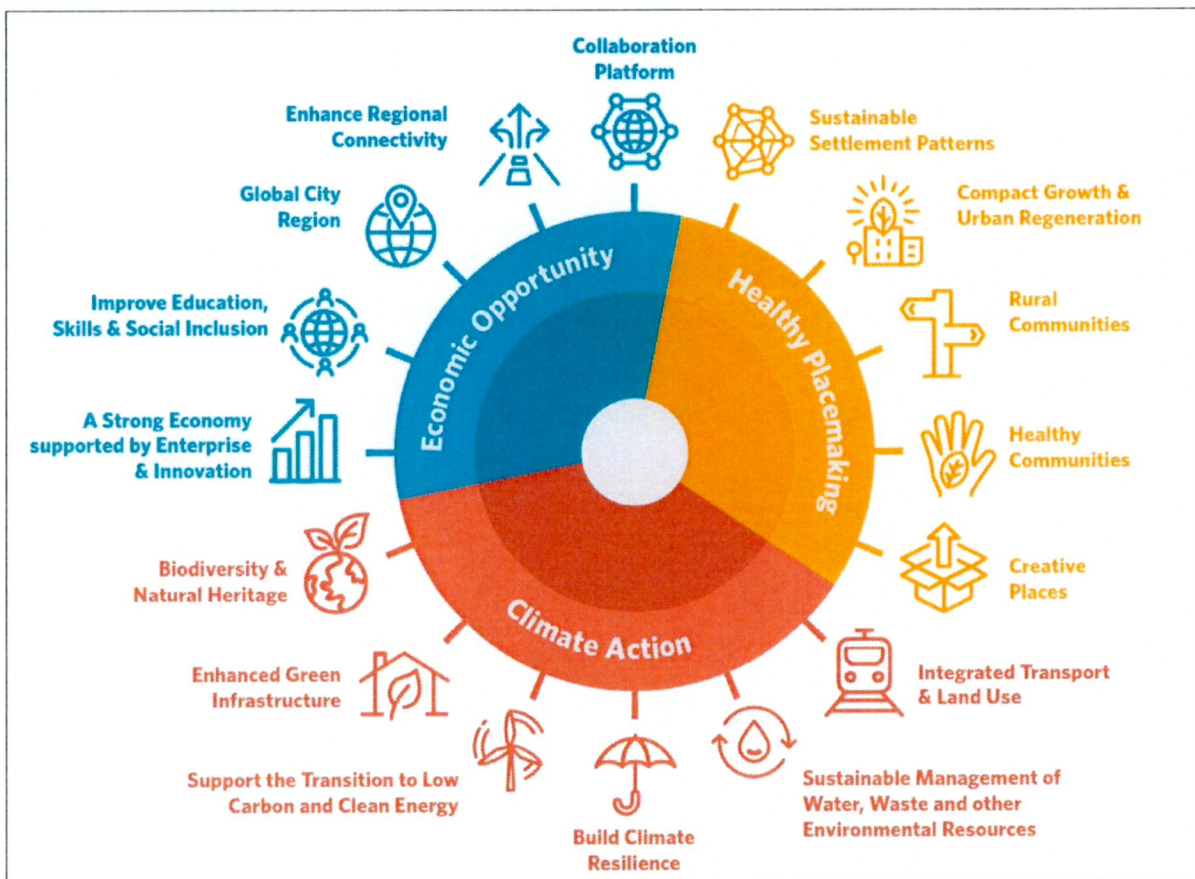 Collaboration
Platform
Sustainable
Settlement Patterns
Compact Growth &
Urban Regeneration
Rural
Communities
Healthy
Communities
Creative
Places
Integrated Transport
& Land Use
Sustainable Management of
Water, Waste and other
Environmental Resources
Build Climate
Resilience
Support the Transition to Low
Carbon and Clean Energy
Enhanced Green
Infrastructure
Biodiversity &
Natural Heritage
A Strong Economy
supported by Enterprise
& Innovation
Improve Education,
Skills & Social Inclusion
Global City
Region
Enhance Regional
Connectivity
Economic Opportunity
Healthy Placemaking
Climate Action